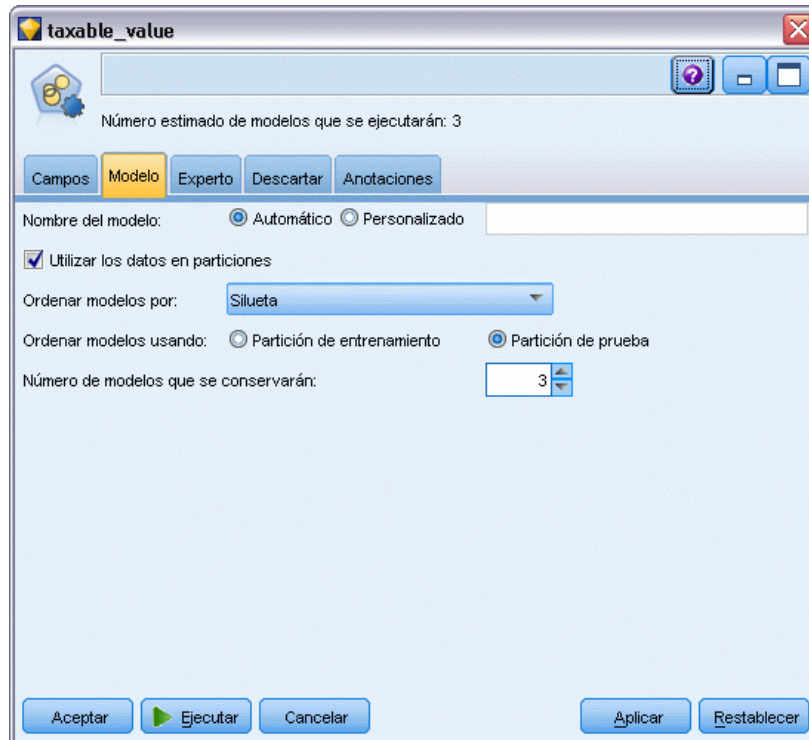 taxable_value
Número estimado de modelos que se ejecutarán: 3
Campos Modelo Experto Descartar Anotaciones
Nombre del modelo: Automático Personalizado
Utilizar los datos en particiones
Ordenar modelos por: Silueta
Ordenar modelos usando: Partición de entrenamiento Partición de prueba
Número de modelos que se conservarán: 3
Aceptar Ejecutar Cancelar Aplicar Restablecer